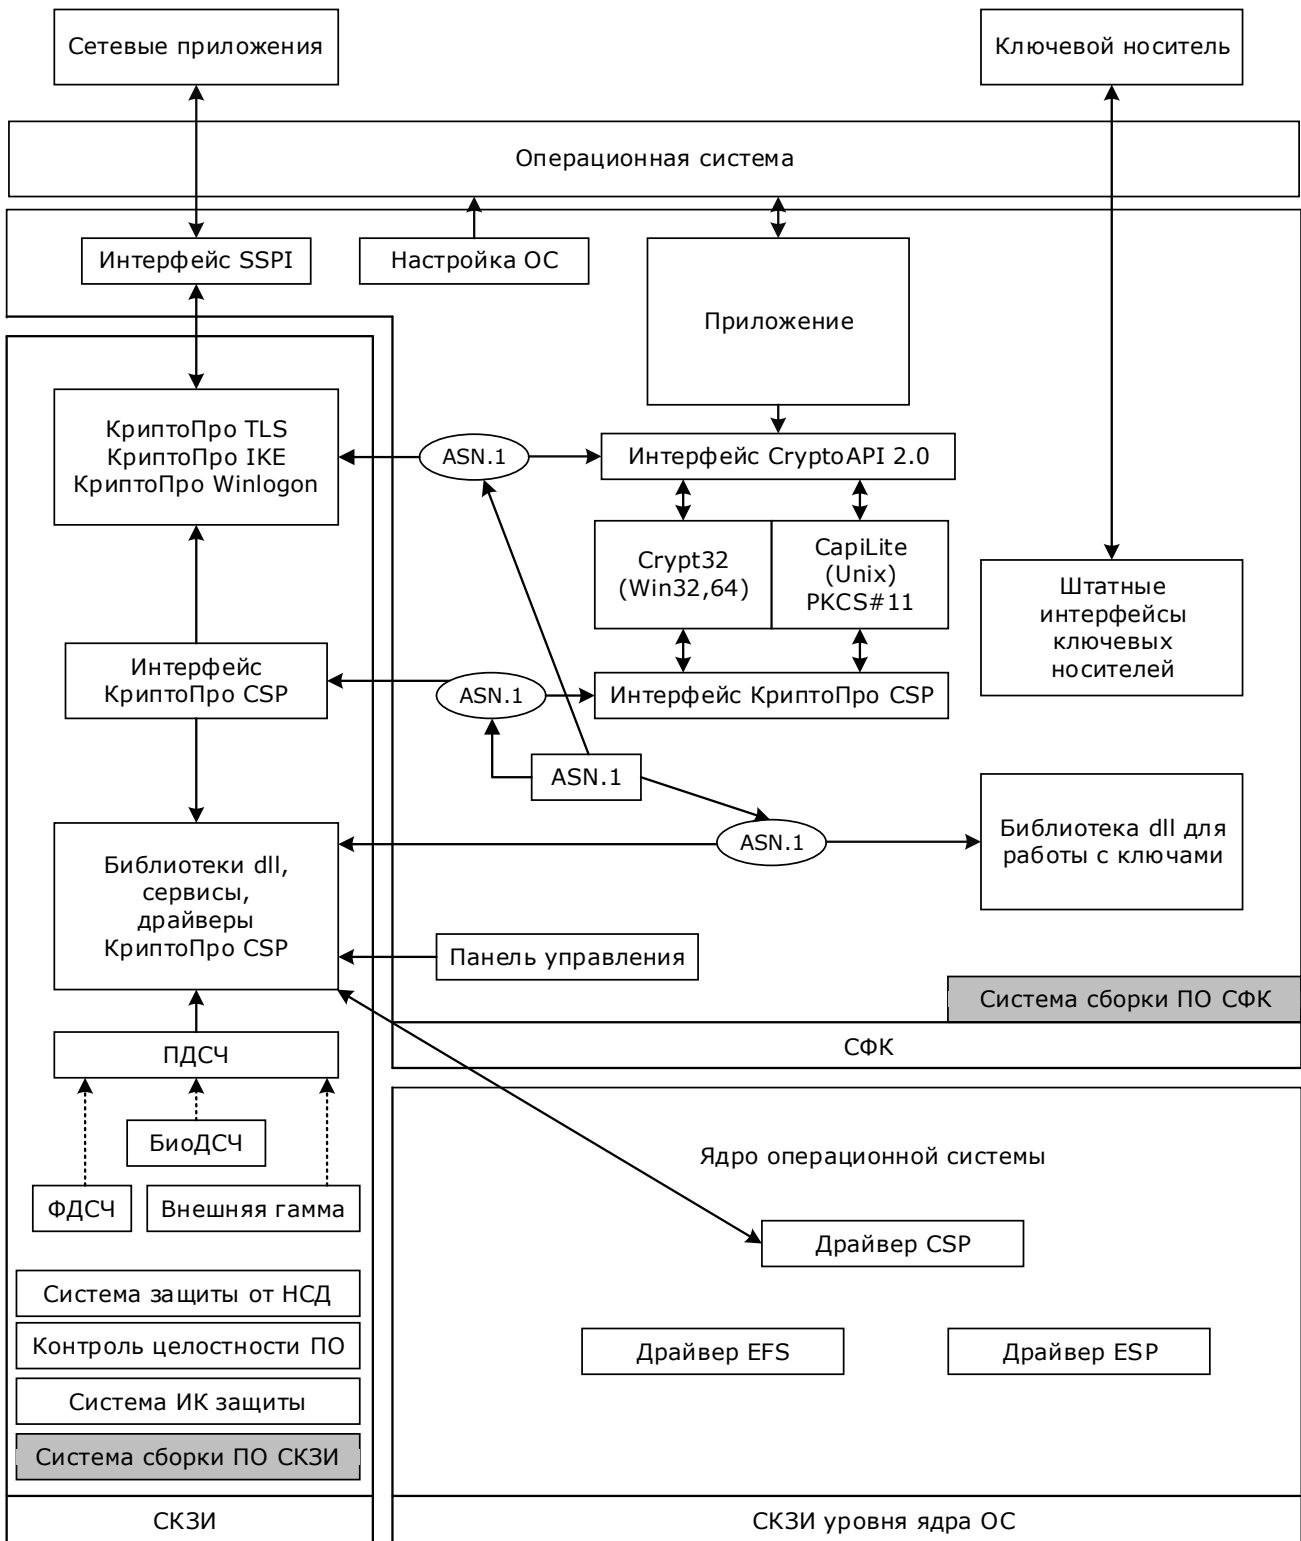 Сетевые приложения
Ключевой носитель
Операционная система
Интерфейс SSPI
Настройка ОС
Приложение
КриптоПро TLS
КриптоПро IKE
КриптоПро Winlogon
ASN.1
Интерфейс CryptoAPI 2.0
Crypt32
(Win32,64)
CapiLite
(Unix)
PKCS#11
Штатные
интерфейсы
ключевых
носителей
Интерфейс
КриптоПро CSP
ASN.1
Интерфейс КриптоПро CSP
ASN.1
Библиотеки dll,
сервисы,
драйверы
КриптоПро CSP
ASN.1
Библиотека dll для
работы с ключами
Панель управления
Система сборки ПО СФК
СФК
ПДСЧ
БиоДСЧ
ФДСЧ
Внешняя гамма
Ядро операционной системы
Драйвер CSP
Драйвер EFS
Драйвер ESP
Система защиты от НСД
Контроль целостности ПО
Система ИК защиты
Система сборки ПО СКЗИ
СКЗИ
СКЗИ уровня ядра ОС